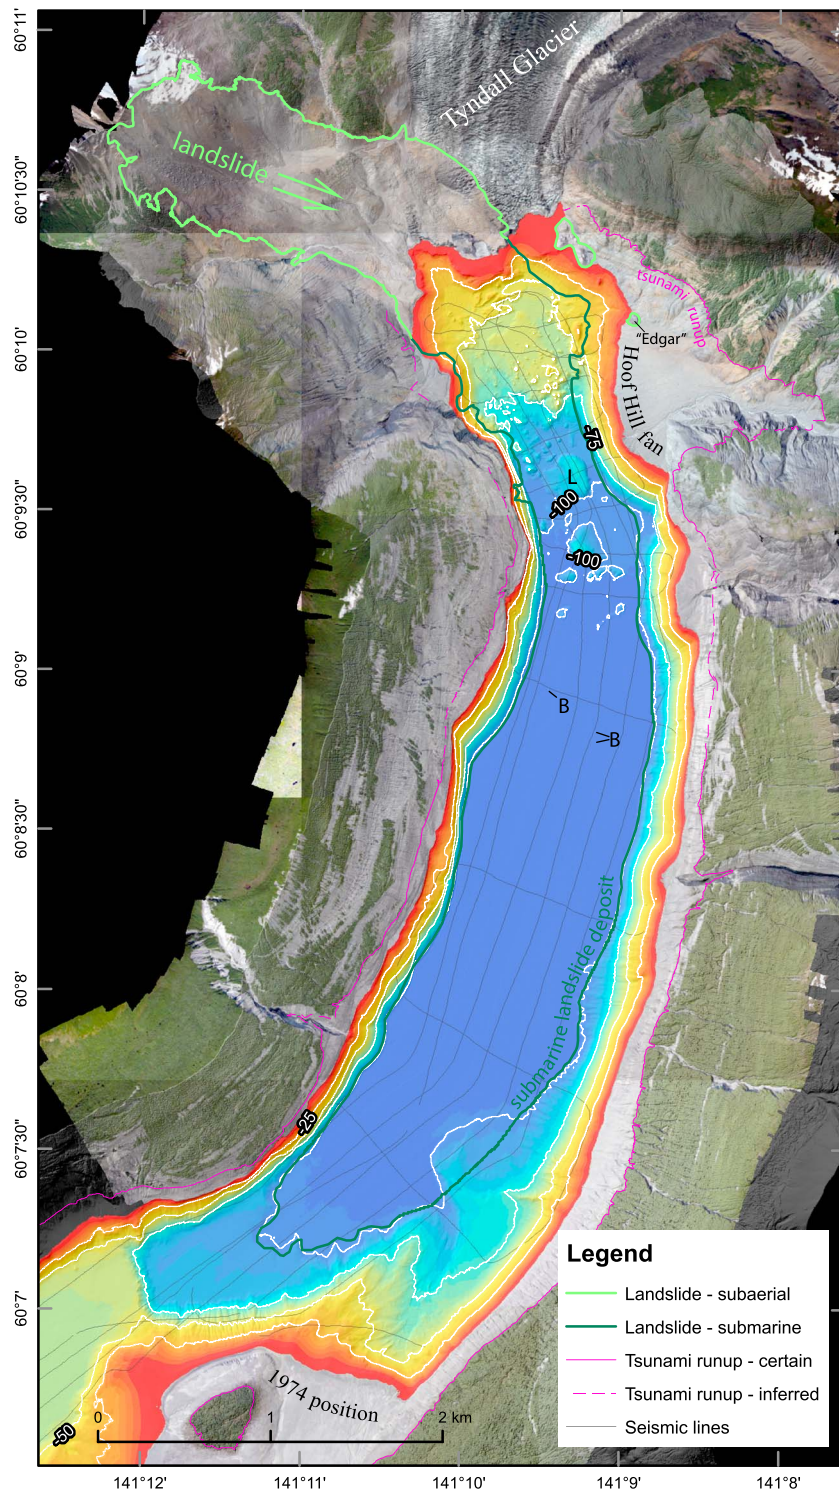 60°11'
Tyndall Glacier
landslide
60°10'30"
tsunami runup
"Edgar"
60°10'
Hoof Hill fan
-75
L
-100
60°9'30"
-100
60°9'
B
B
60°8'30"
submarine landslide deposit
60°8'
-25
60°7'30"
Legend
Landslide - subaerial
Landslide - submarine
Tsunami runup - certain
Tsunami runup - inferred
Seismic lines
60°7'
1974 position
0 1 2 km
-50
141°12' 141°11' 141°10' 141°9' 141°8'